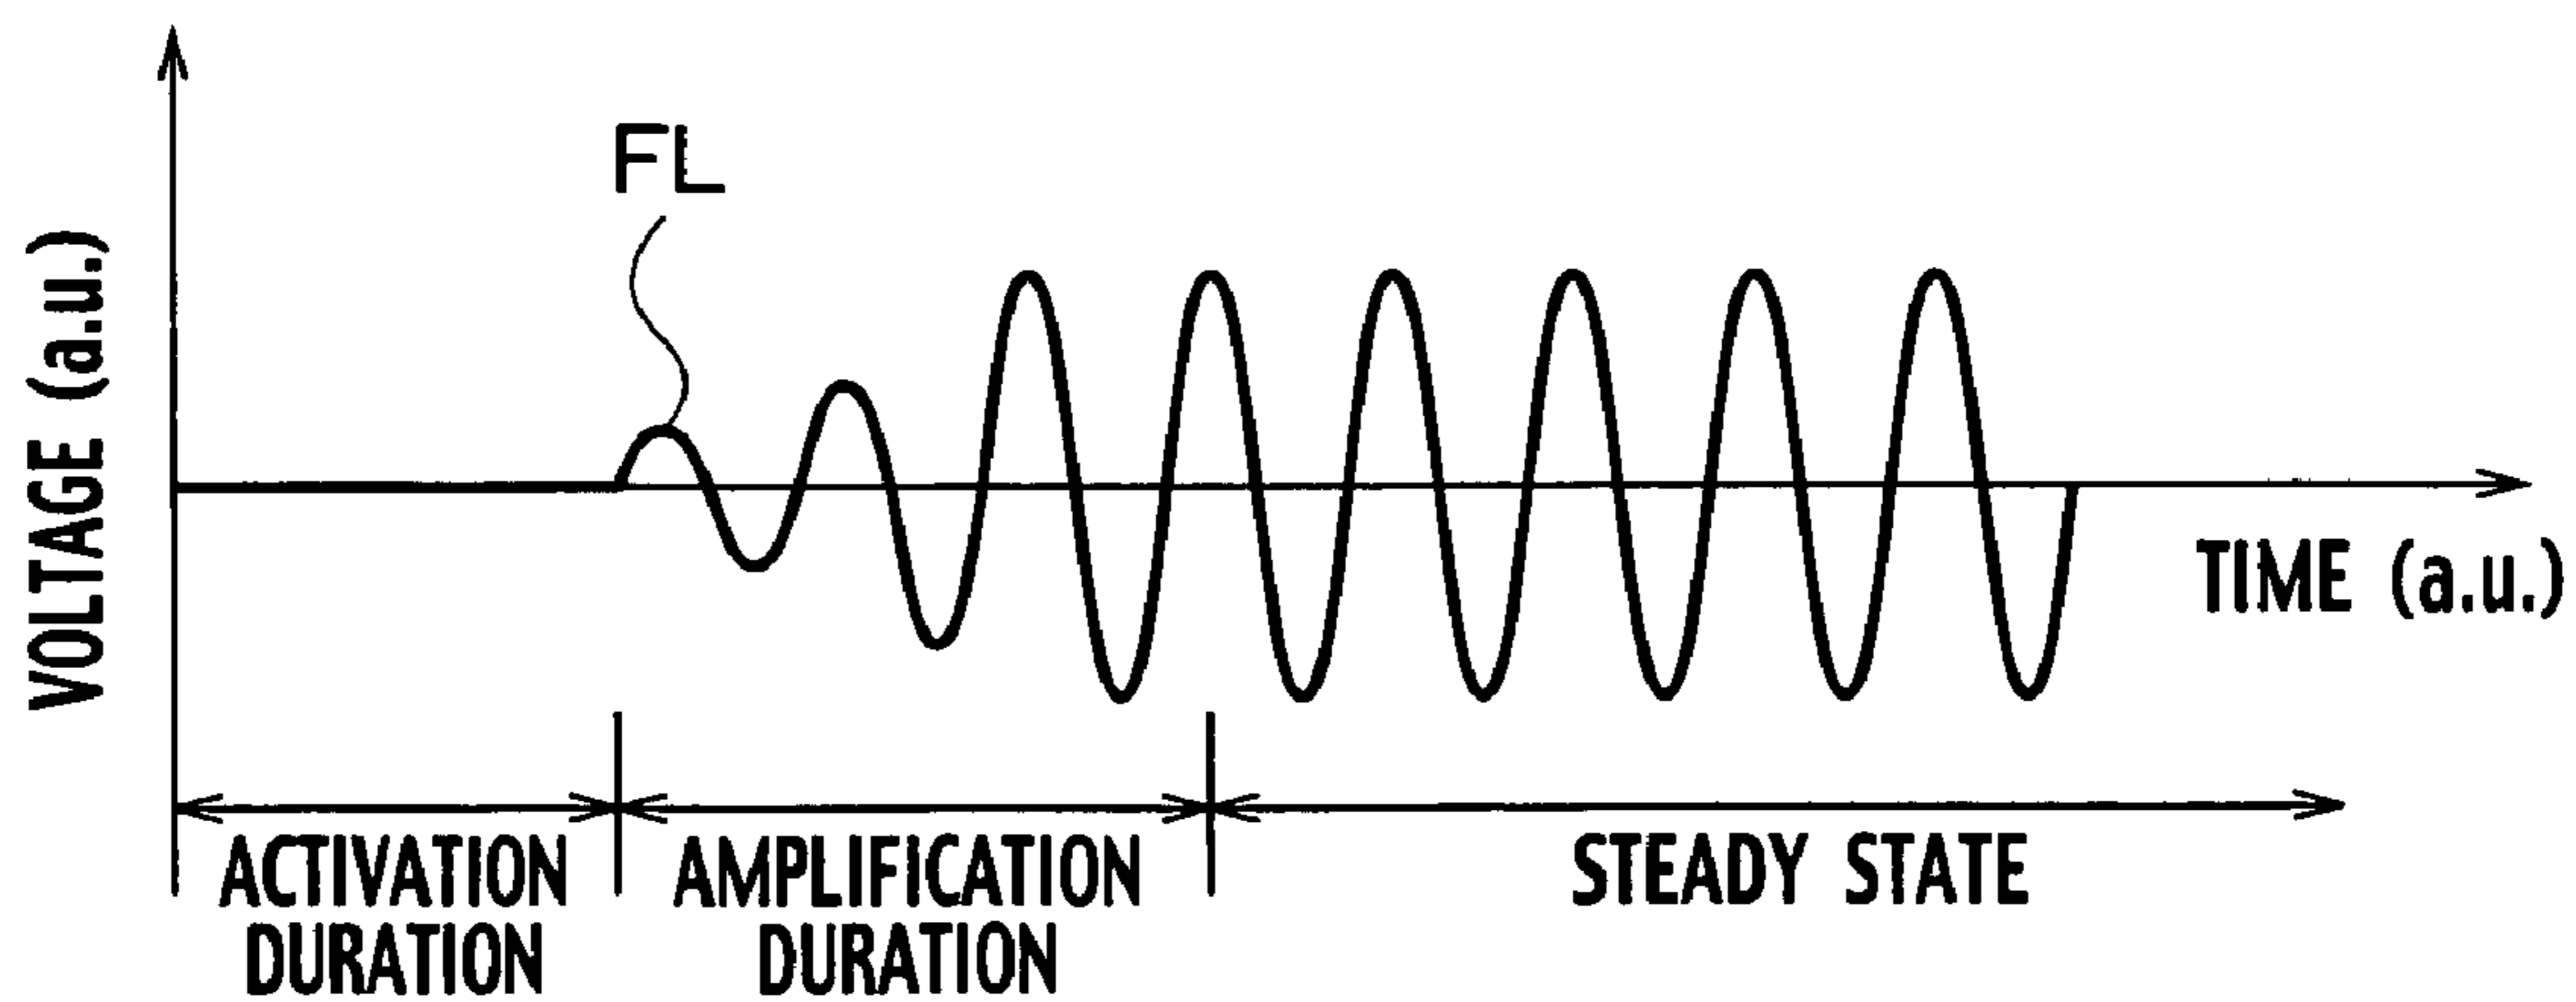 FL
VOLTAGE (a.u.)
TIME (a.u.)
ACTIVATION
DURATION
AMPLIFICATION
DURATION
STEADY STATE